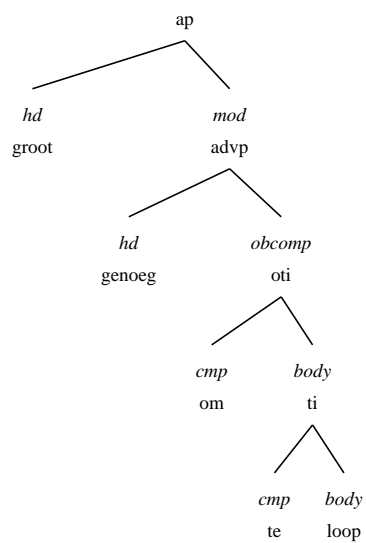 ap
hd mod
groot advp
hd obcomp
genoeg oti
cmp body
om ti
cmp body
te loop